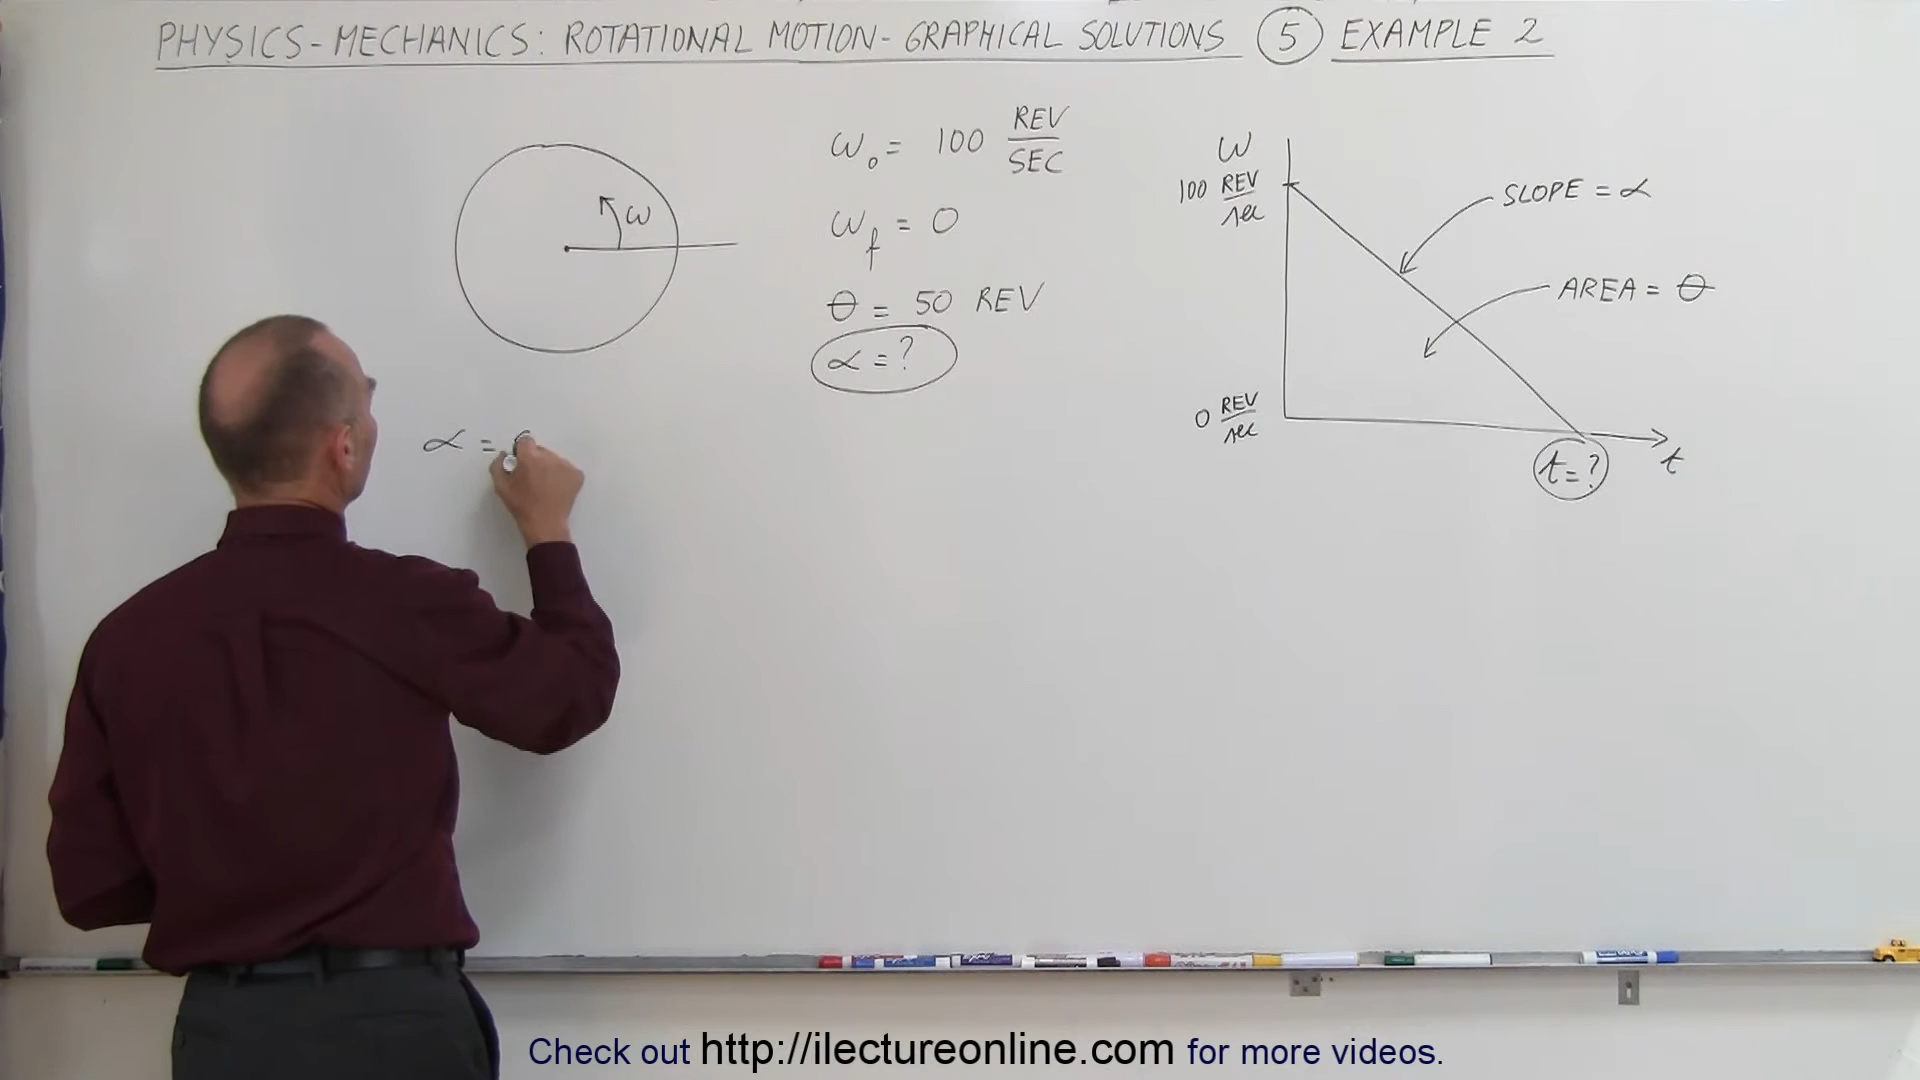 PHYSICS-MECHANICS: ROTATIONAL MOTION-GRAPHICAL SOLUTIONS 5 EXAMPLE 2
ω
ω₀ = 100 REV/SEC
ω_f = 0
θ = 50 REV
α = ?
α =
ω
100 REV/sec
SLOPE = α
AREA = θ
0 REV/sec
t = ?
t
Check out http://ilectureonline.com for more videos.